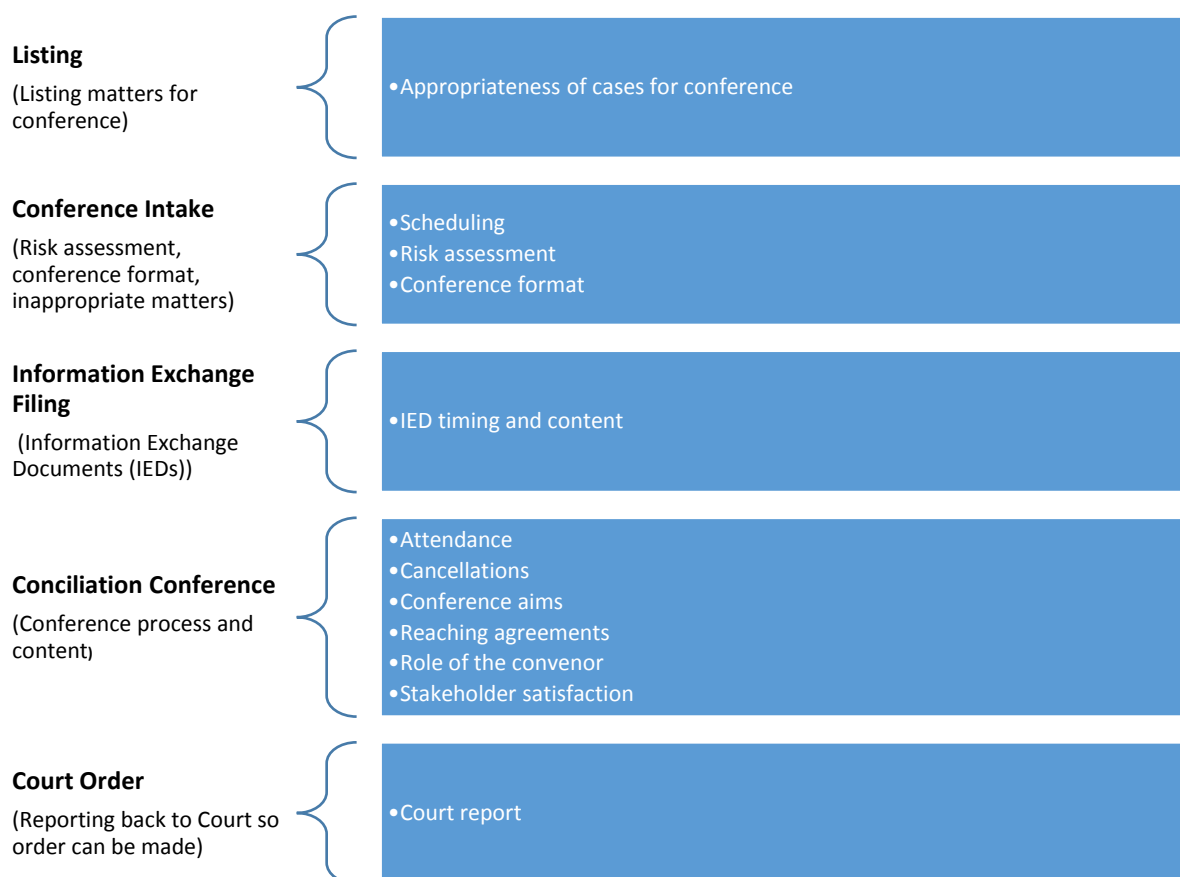 Listing
(Listing matters for
conference)
•Appropriateness of cases for conference
Conference Intake
(Risk assessment,
conference format,
inappropriate matters)
•Scheduling
•Risk assessment
•Conference format
Information Exchange
Filing
(Information Exchange
Documents (IEDs))
•IED timing and content
Conciliation Conference
(Conference process and
content)
•Attendance
•Cancellations
•Conference aims
•Reaching agreements
•Role of the convenor
•Stakeholder satisfaction
Court Order
(Reporting back to Court so
order can be made)
•Court report